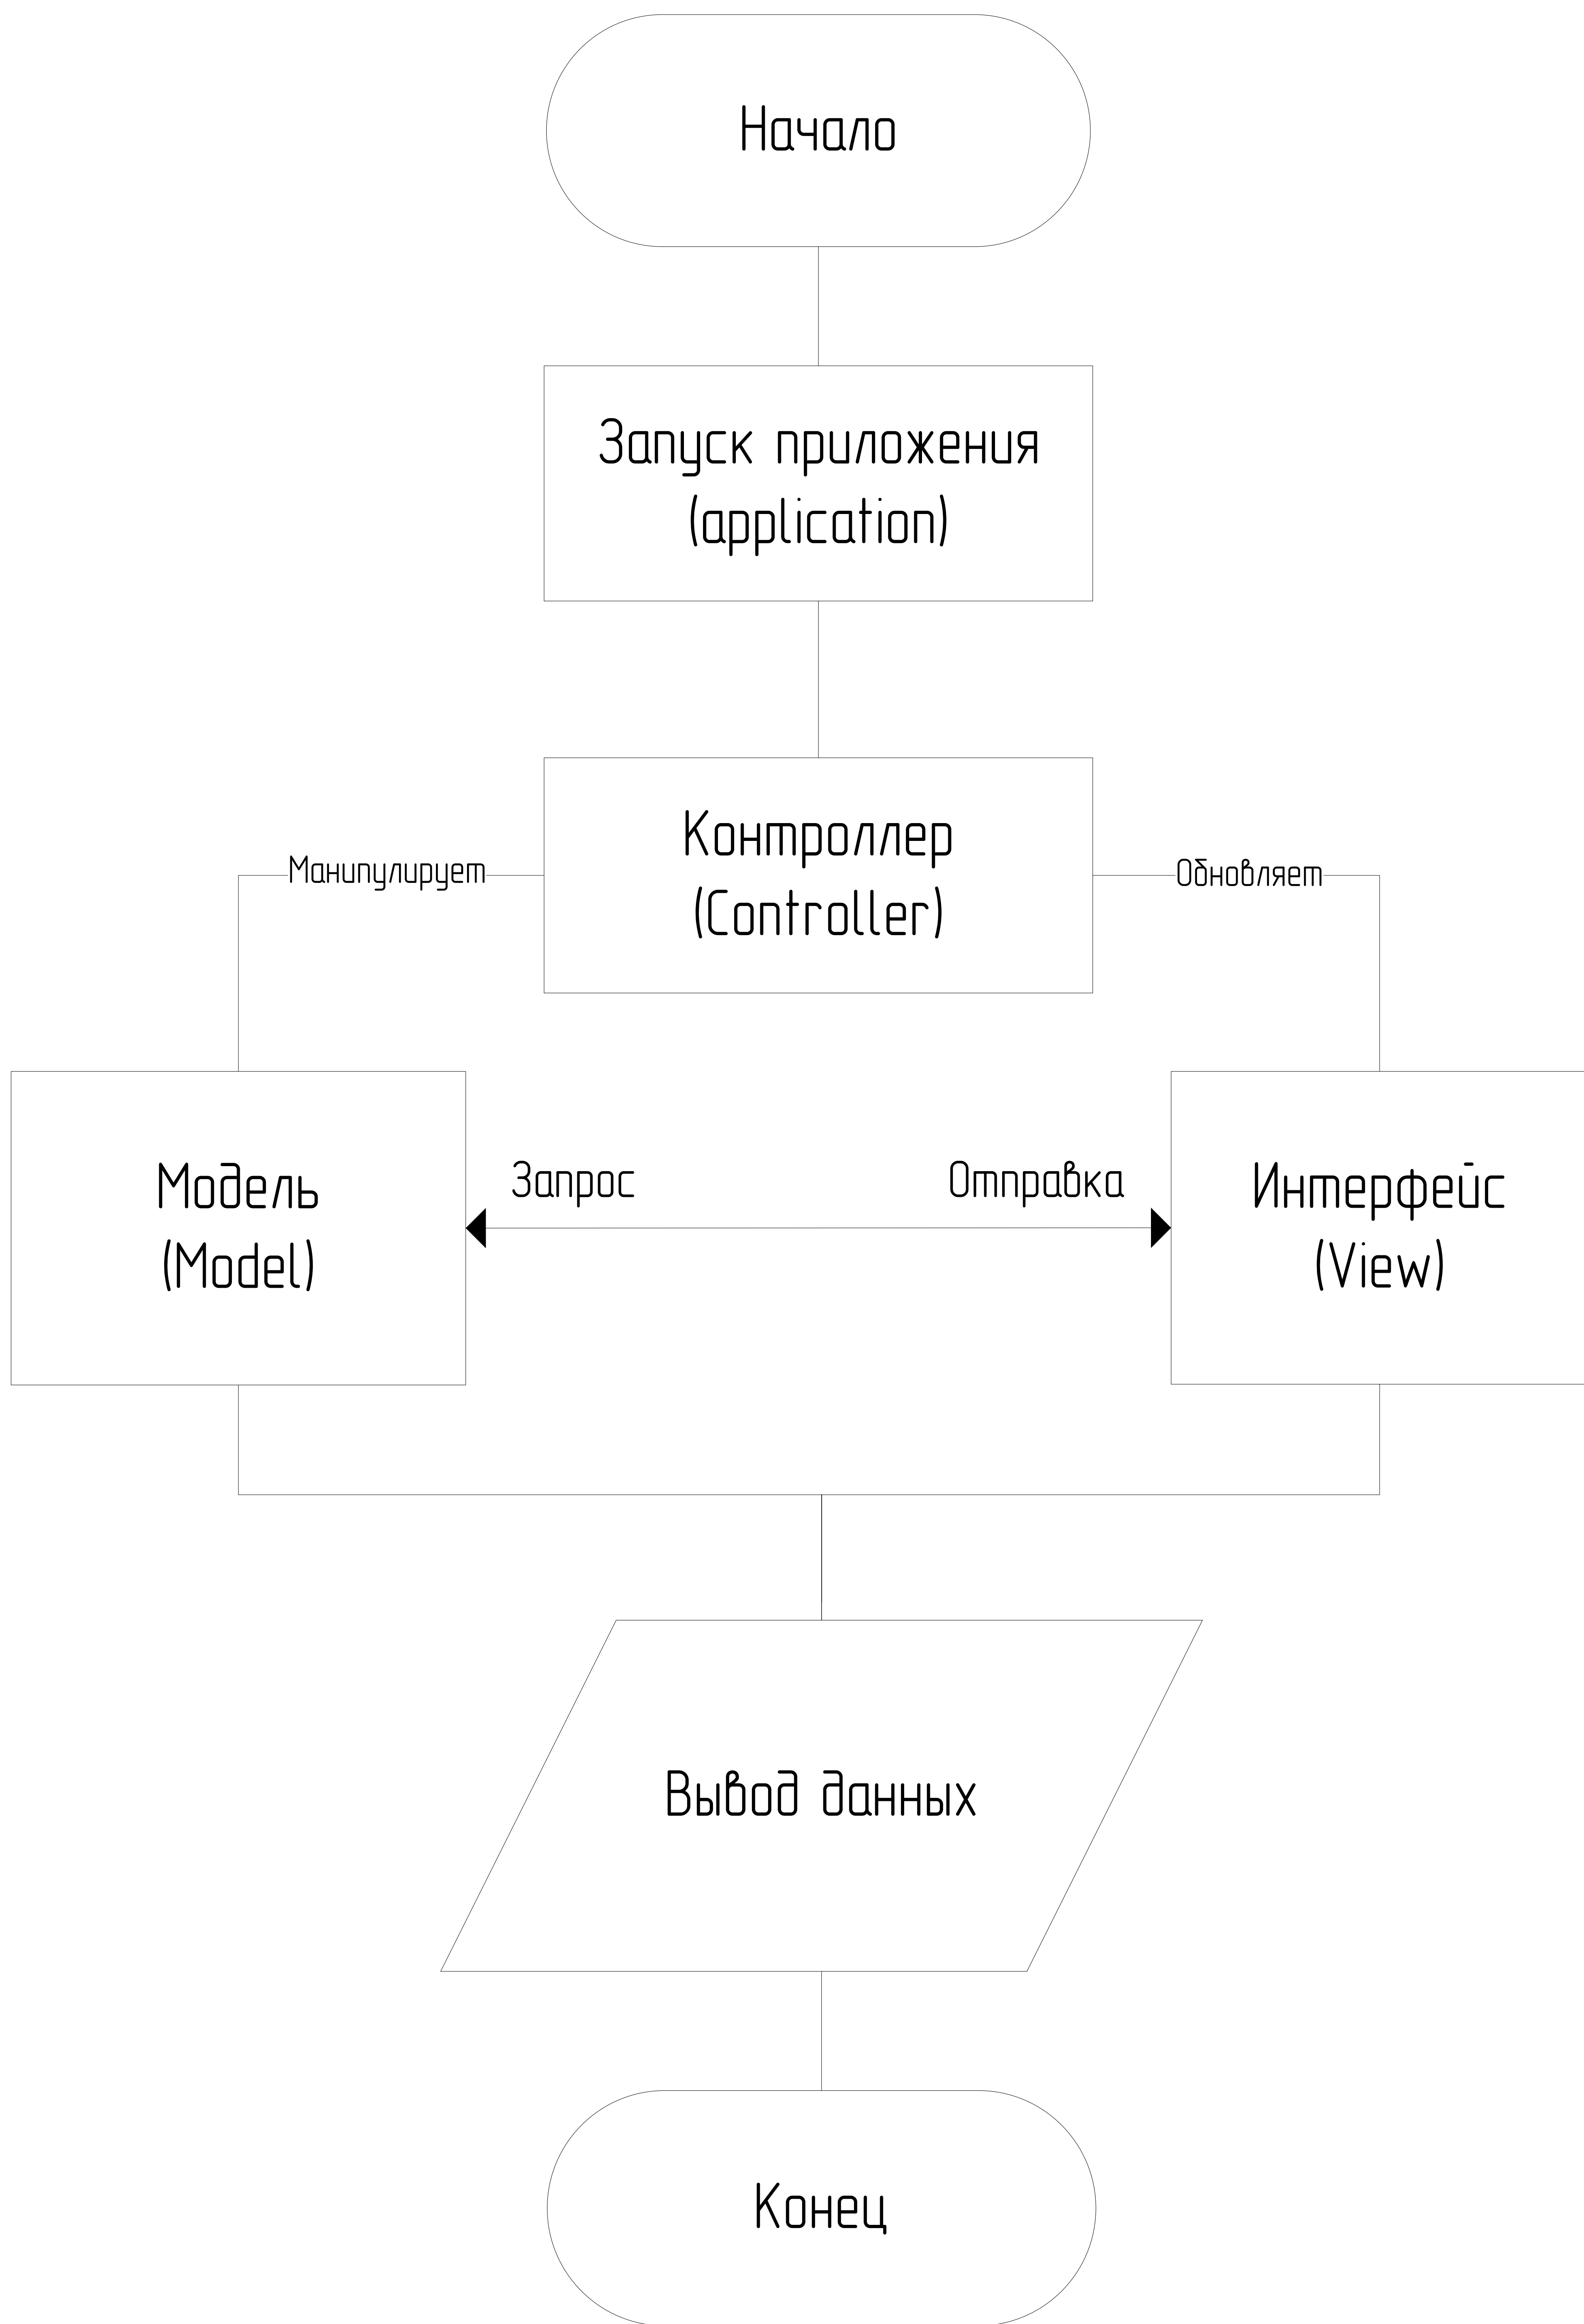 Начало
Запуск приложения
(application)
Контроллер
(Controller)
Манипулирует
Обновляет
Модель
(Model)
Запрос
Отправка
Интерфейс
(View)
Вывод данных
Конец